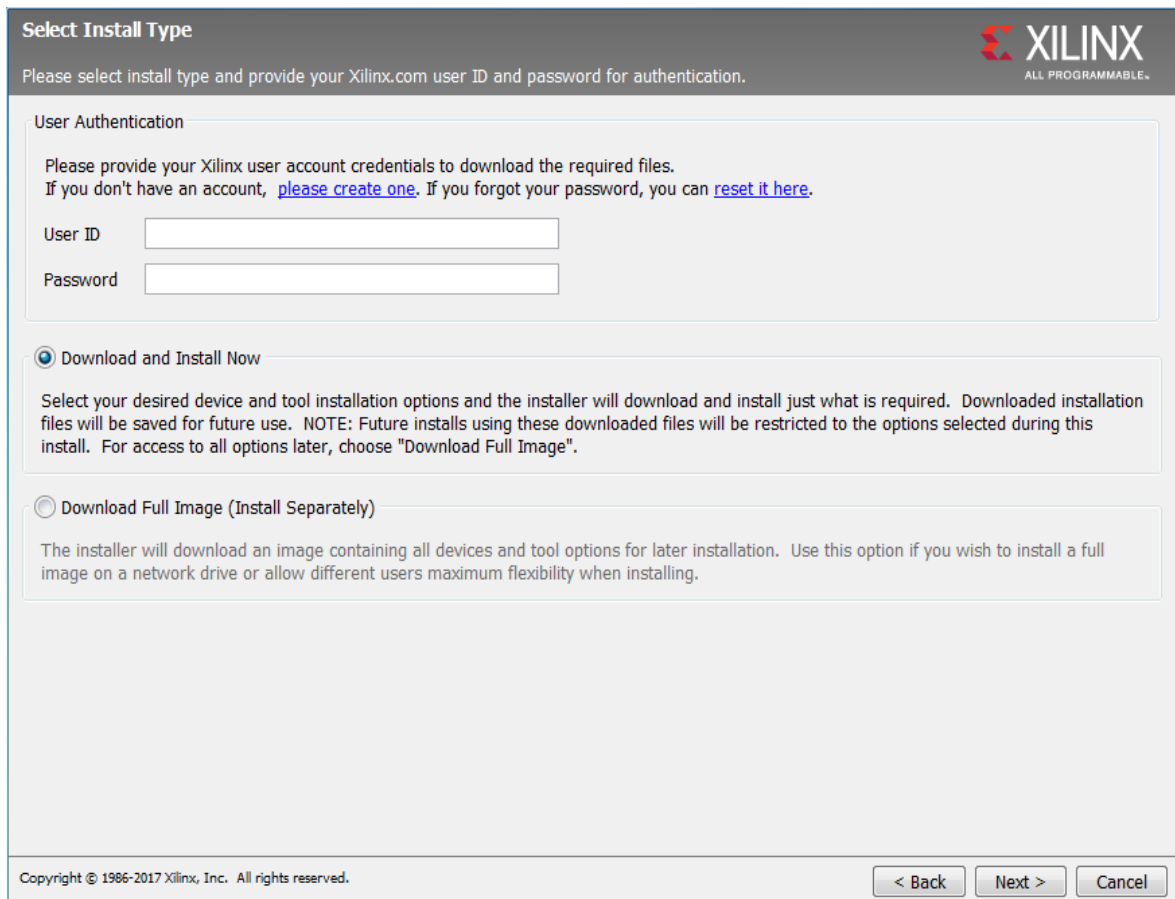 Select Install Type
XILINX
ALL PROGRAMMABLE™
Please select install type and provide your Xilinx.com user ID and password for authentication.
User Authentication
Please provide your Xilinx user account credentials to download the required files.
If you don't have an account, please create one. If you forgot your password, you can reset it here.
User ID
Password
Download and Install Now
Select your desired device and tool installation options and the installer will download and install just what is required. Downloaded installation
files will be saved for future use. NOTE: Future installs using these downloaded files will be restricted to the options selected during this
install. For access to all options later, choose "Download Full Image".
Download Full Image (Install Separately)
The installer will download an image containing all devices and tool options for later installation. Use this option if you wish to install a full
image on a network drive or allow different users maximum flexibility when installing.
Copyright © 1986-2017 Xilinx, Inc. All rights reserved.
< Back
Next >
Cancel